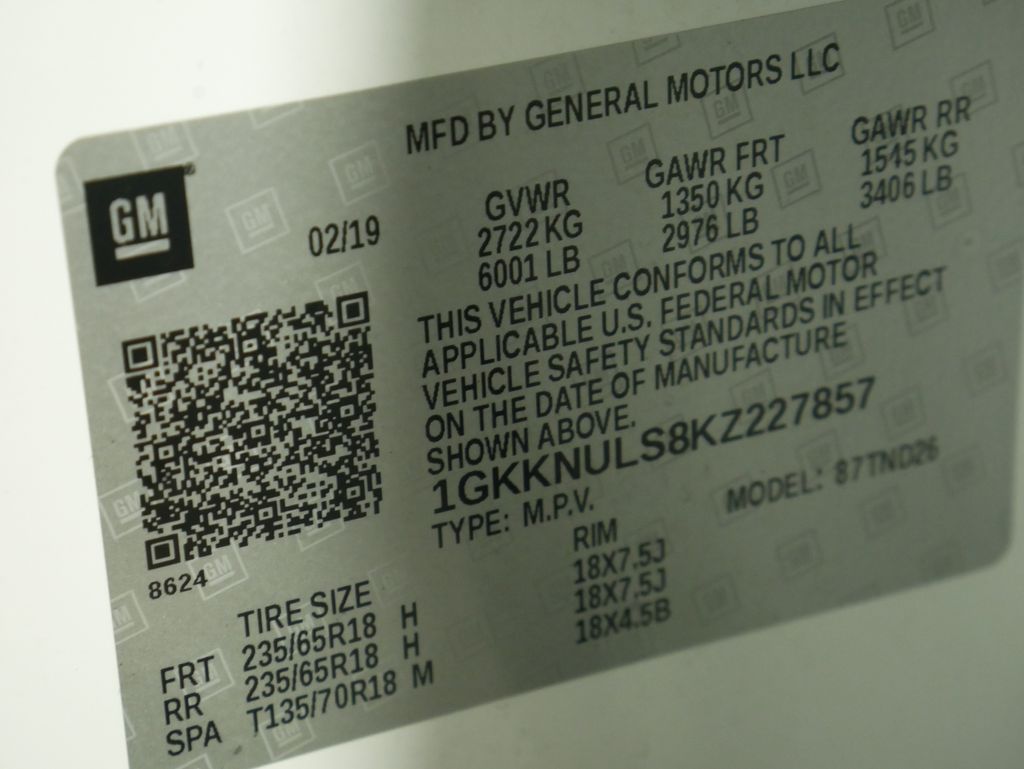 MFD BY GENERAL MOTORS LLC
GM
02/19
GVWR GAWR FRT GAWR RR
2722 KG 1350 KG 1545 KG
6001 LB 2976 LB 3406 LB
THIS VEHICLE CONFORMS TO ALL
APPLICABLE U.S. FEDERAL MOTOR
VEHICLE SAFETY STANDARDS IN EFFECT
ON THE DATE OF MANUFACTURE
SHOWN ABOVE.
1GKKNULS8KZ227857
TYPE: M.P.V. MODEL: 87TND26
8624
TIRE SIZE RIM
FRT 235/65R18 H 18X7.5J
RR 235/65R18 H 18X7.5J
SPA T135/70R18 M 18X4.5B